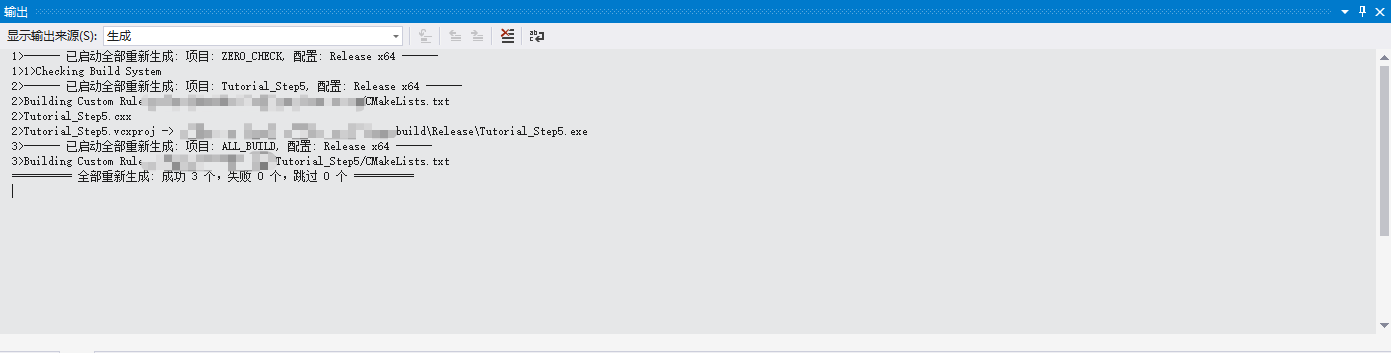 输出
显示输出来源(S): 生成
1>------ 已启动全部重新生成: 项目: ZERO_CHECK, 配置: Release x64 ------
1>1>Checking Build System
2>------ 已启动全部重新生成: 项目: Tutorial_Step5, 配置: Release x64 ------
2>Building Custom Rule /CMakeLists.txt
2>Tutorial_Step5.cxx
2>Tutorial_Step5.vcxproj -> build\Release\Tutorial_Step5.exe
3>------ 已启动全部重新生成: 项目: ALL_BUILD, 配置: Release x64 ------
3>Building Custom Rule Tutorial_Step5/CMakeLists.txt
========== 全部重新生成: 成功 3 个，失败 0 个，跳过 0 个 ==========